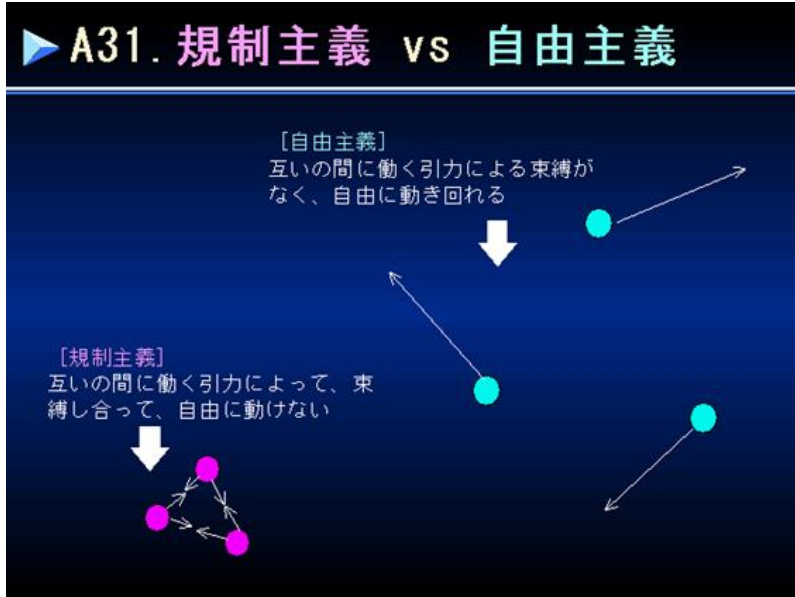 A31.規制主義 vs 自由主義
[自由主義]
互いの間に働く引力による束縛が
なく、自由に動き回れる
[規制主義]
互いの間に働く引力によって、束
縛し合って、自由に動けない